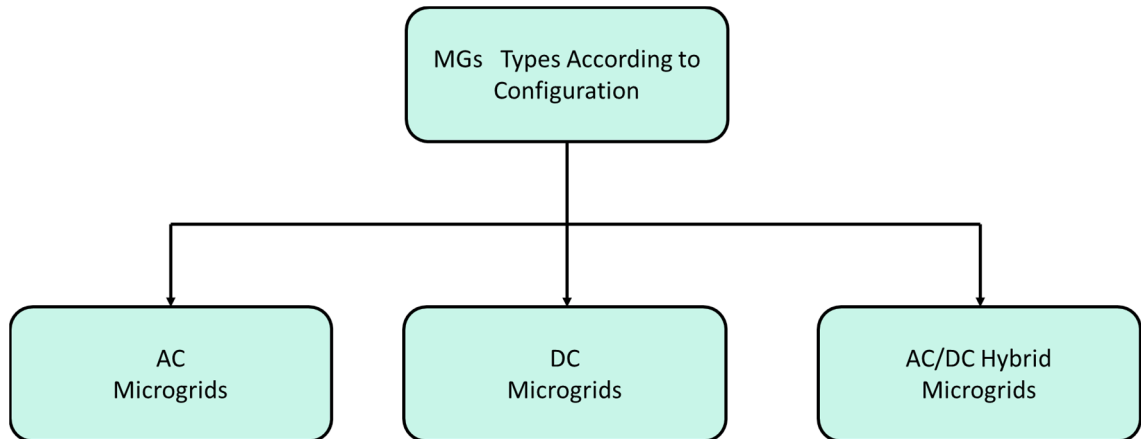 MGs   Types According to
Configuration
AC
Microgrids
DC
Microgrids
AC/DC Hybrid
Microgrids